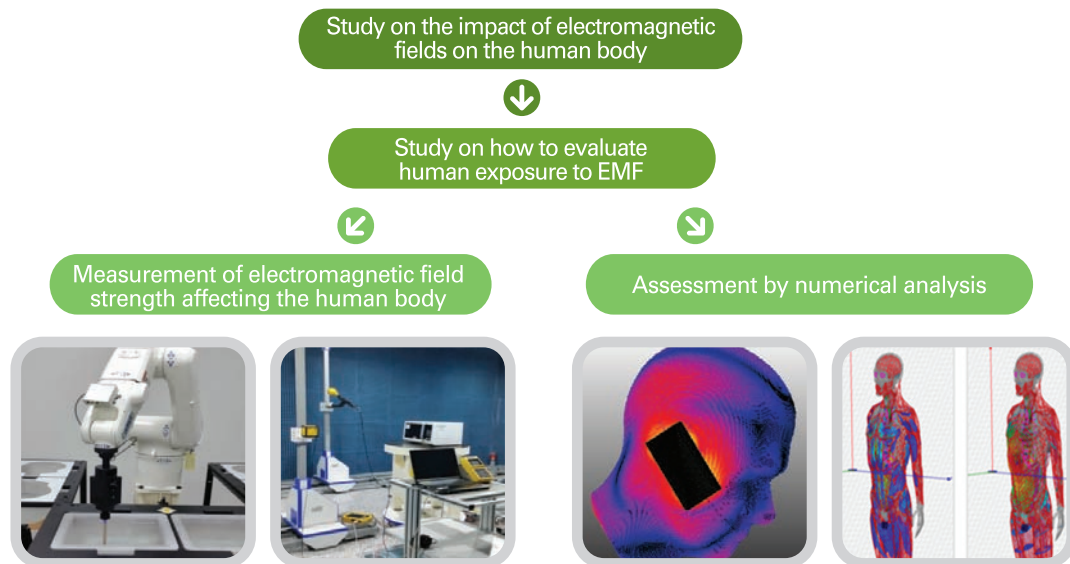 Study on the impact of electromagnetic
fields on the human body
Study on how to evaluate
human exposure to EMF
Measurement of electromagnetic field
strength affecting the human body
Assessment by numerical analysis